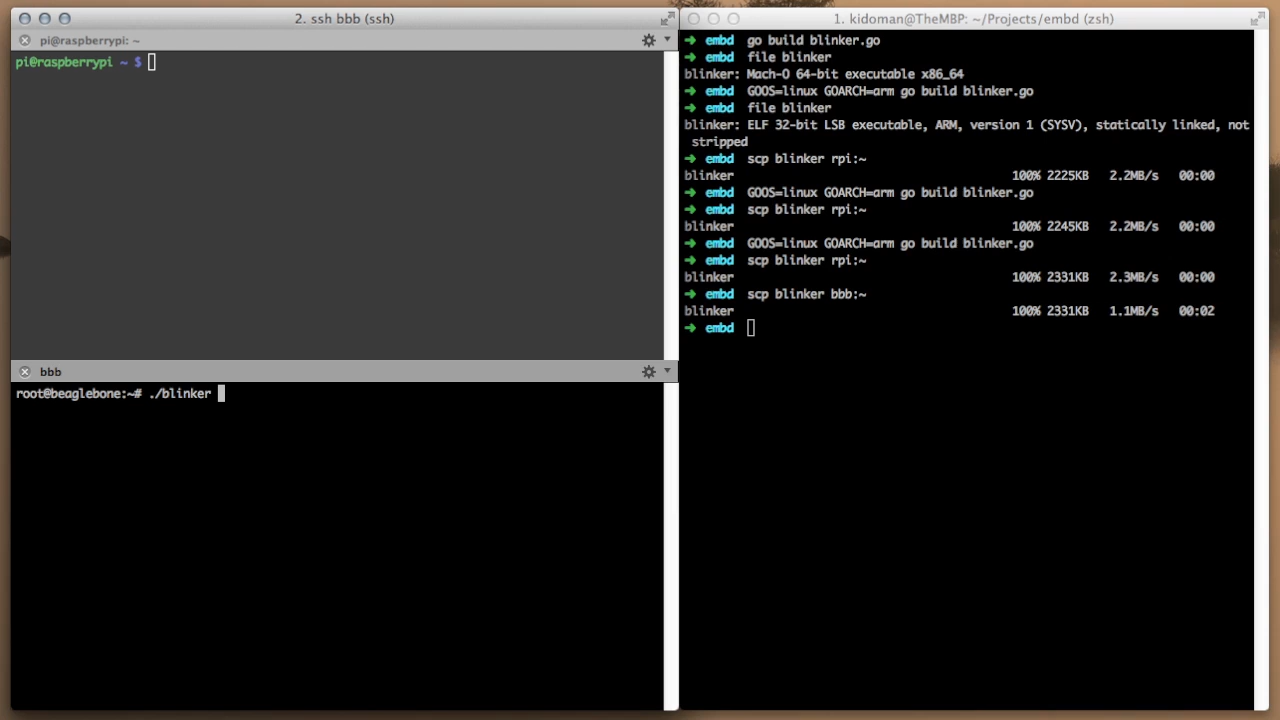 2. ssh bbb (ssh)
pi@raspberrypi: ~
pi@raspberrypi ~ $
bbb
root@beaglebone:~# ./blinker
1. kidoman@TheMBP: ~/Projects/embd (zsh)
➜ embd go build blinker.go
➜ embd file blinker
blinker: Mach-O 64-bit executable x86_64
➜ embd GOOS=linux GOARCH=arm go build blinker.go
➜ embd file blinker
blinker: ELF 32-bit LSB executable, ARM, version 1 (SYSV), statically linked, not
stripped
➜ embd scp blinker rpi:~
blinker 100% 2225KB 2.2MB/s 00:00
➜ embd GOOS=linux GOARCH=arm go build blinker.go
➜ embd scp blinker rpi:~
blinker 100% 2245KB 2.2MB/s 00:00
➜ embd GOOS=linux GOARCH=arm go build blinker.go
➜ embd scp blinker rpi:~
blinker 100% 2331KB 2.3MB/s 00:00
➜ embd scp blinker bbb:~
blinker 100% 2331KB 1.1MB/s 00:02
➜ embd